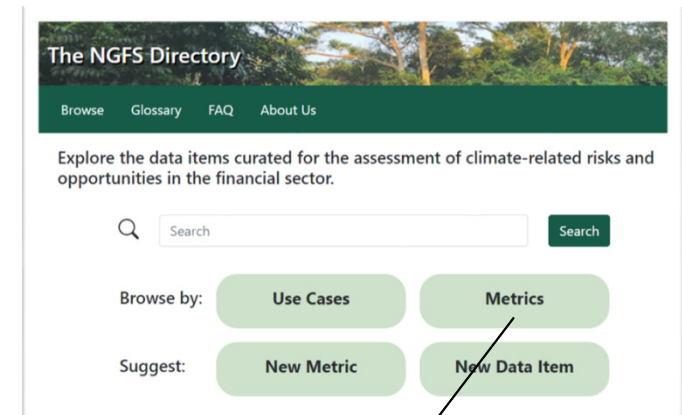 The NGFS Directory
Browse Glossary FAQ About Us
Explore the data items curated for the assessment of climate-related risks and
opportunities in the financial sector.
Search Search
Browse by: Use Cases Metrics
Suggest: New Metric New Data Item